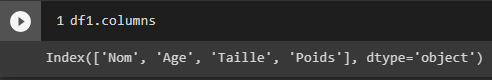 1 df1.columns
Index(['Nom', 'Age', 'Taille', 'Poids'], dtype='object')